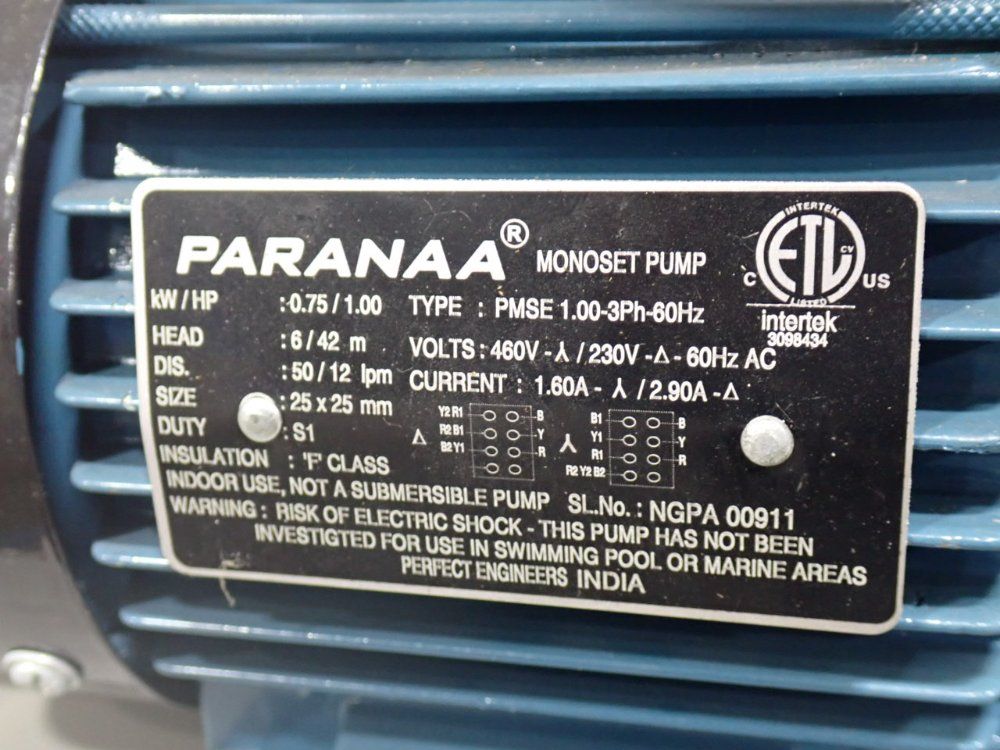 PARANAA® MONOSET PUMP
INTERTEK
ETL CV
C US
LISTED
intertek
3098434
kW / HP : 0.75 / 1.00 TYPE : PMSE 1.00-3Ph-60Hz
HEAD : 6 / 42 m VOLTS : 460V - ⅄ / 230V - Δ - 60Hz AC
DIS. : 50 / 12 lpm CURRENT : 1.60A - ⅄ / 2.90A - Δ
SIZE : 25 x 25 mm
DUTY : S1
Δ
Y2 R1 B
R2 B1 Y
B2 Y1 R
⅄
B1 B
Y1 Y
R1 R
R2 Y2 B2
INSULATION : 'F' CLASS
INDOOR USE, NOT A SUBMERSIBLE PUMP SL.No. : NGPA 00911
WARNING : RISK OF ELECTRIC SHOCK - THIS PUMP HAS NOT BEEN
INVESTIGTED FOR USE IN SWIMMING POOL OR MARINE AREAS
PERFECT ENGINEERS INDIA